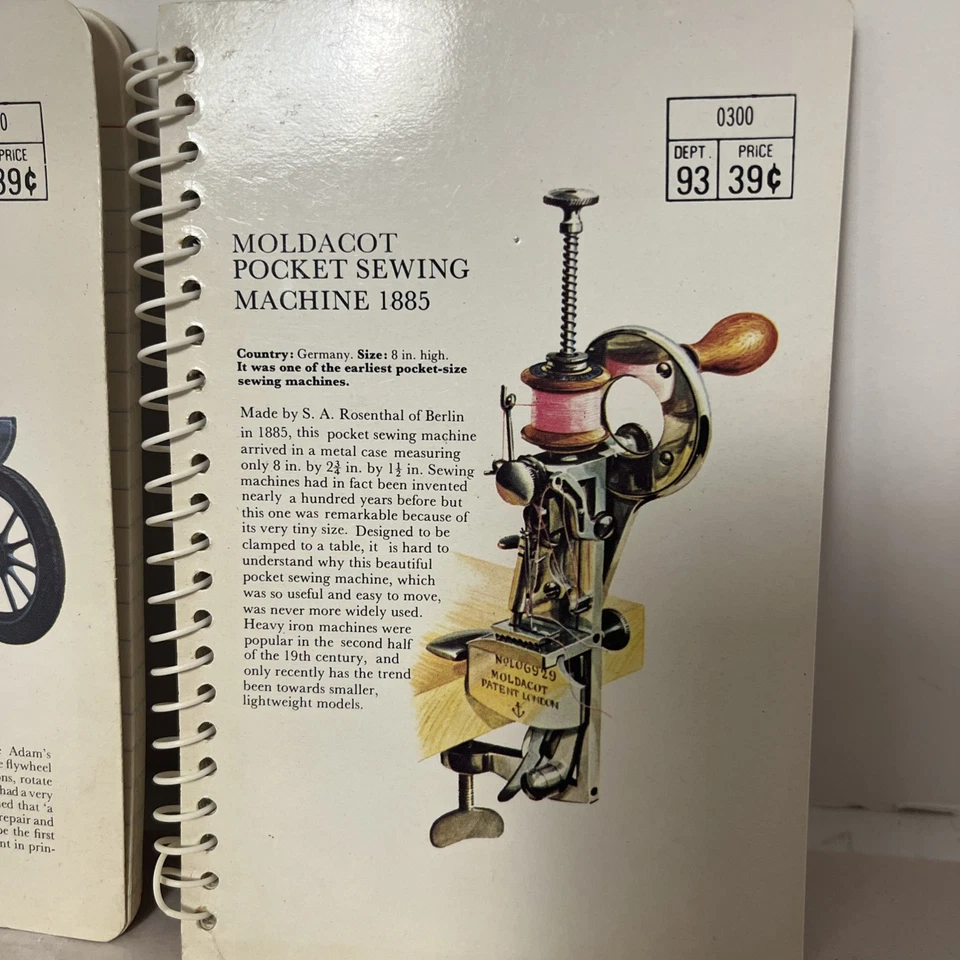 0
PRICE
39¢
: Adam's
e flywheel
ons, rotate
had a very
ned that 'a
repair and
be the first
nt in prin-
0300
DEPT. PRICE
93 39¢
MOLDACOT
POCKET SEWING
MACHINE 1885
Country: Germany. Size: 8 in. high.
It was one of the earliest pocket-size
sewing machines.
Made by S. A. Rosenthal of Berlin
in 1885, this pocket sewing machine
arrived in a metal case measuring
only 8 in. by 2¾ in. by 1½ in. Sewing
machines had in fact been invented
nearly a hundred years before but
this one was remarkable because of
its very tiny size. Designed to be
clamped to a table, it is hard to
understand why this beautiful
pocket sewing machine, which
was so useful and easy to move,
was never more widely used.
Heavy iron machines were
popular in the second half
of the 19th century, and
only recently has the trend
been towards smaller,
lightweight models.
MOLDACOT
PATENT LONDON